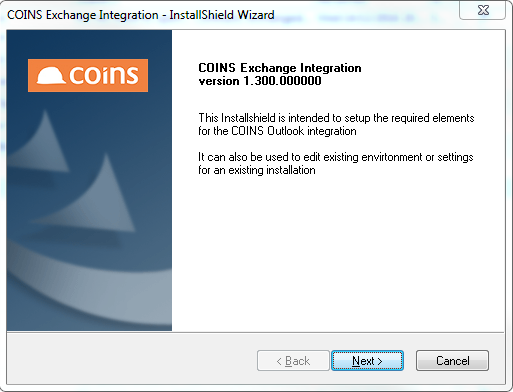 COINS Exchange Integration - InstallShield Wizard
coins
COINS Exchange Integration
version 1.300.000000
This Installshield is intended to setup the required elements
for the COINS Outlook integration
It can also be used to edit existing envirtonment or settings
for an existing installation
< Back
Next >
Cancel